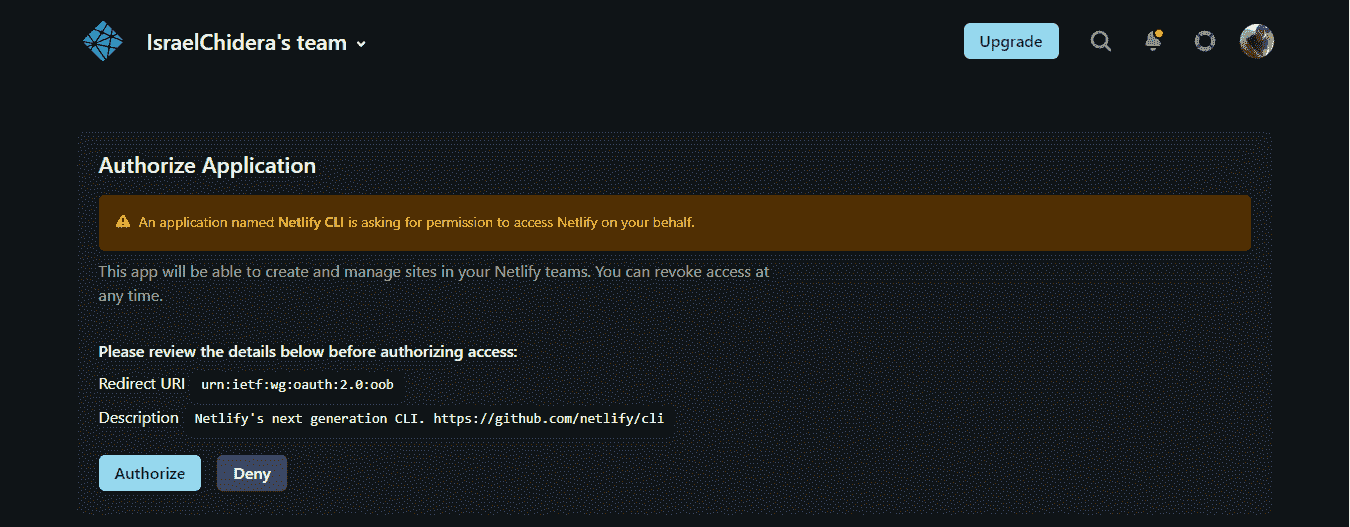 IsraelChidera's team
Upgrade
Authorize Application
An application named Netlify CLI is asking for permission to access Netlify on your behalf.
This app will be able to create and manage sites in your Netlify teams. You can revoke access at
any time.
Please review the details below before authorizing access:
Redirect URI urn:ietf:wg:oauth:2.0:oob
Description Netlify's next generation CLI. https://github.com/netlify/cli
Authorize Deny